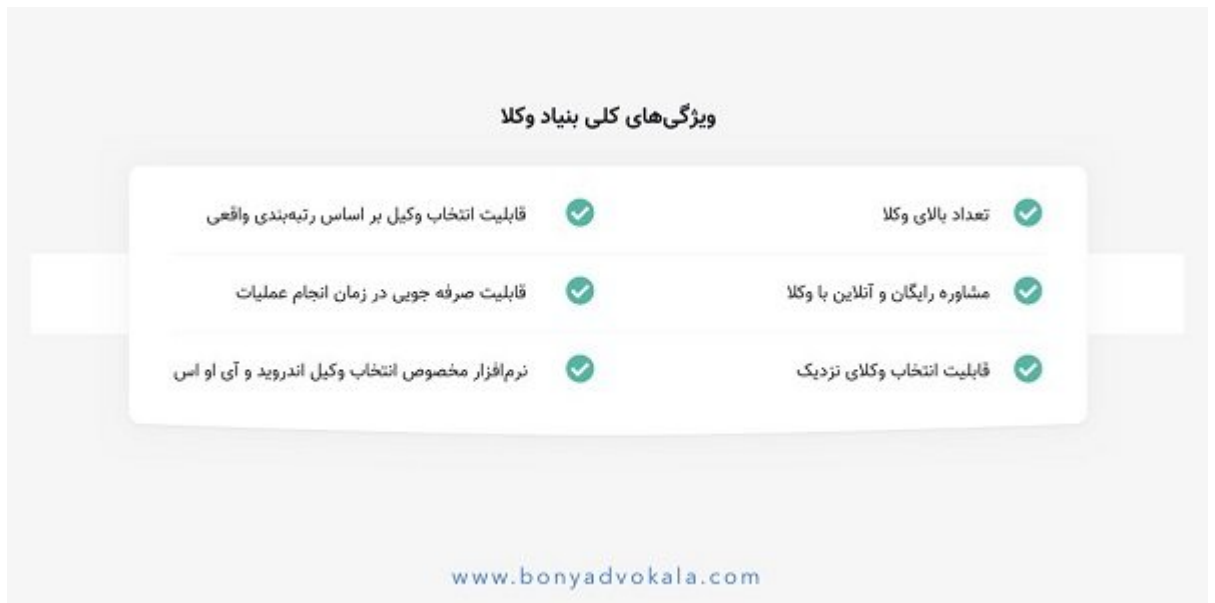 ویژگی‌های کلی بنیاد وکلا
تعداد بالای وکلا
قابلیت انتخاب وکیل بر اساس رتبه‌بندی واقعی
مشاوره رایگان و آنلاین با وکلا
قابلیت صرفه جویی در زمان انجام عملیات
قابلیت انتخاب وکلای نزدیک
نرم‌افزار مخصوص انتخاب وکیل اندروید و آی او اس
www.bonyadvokala.com